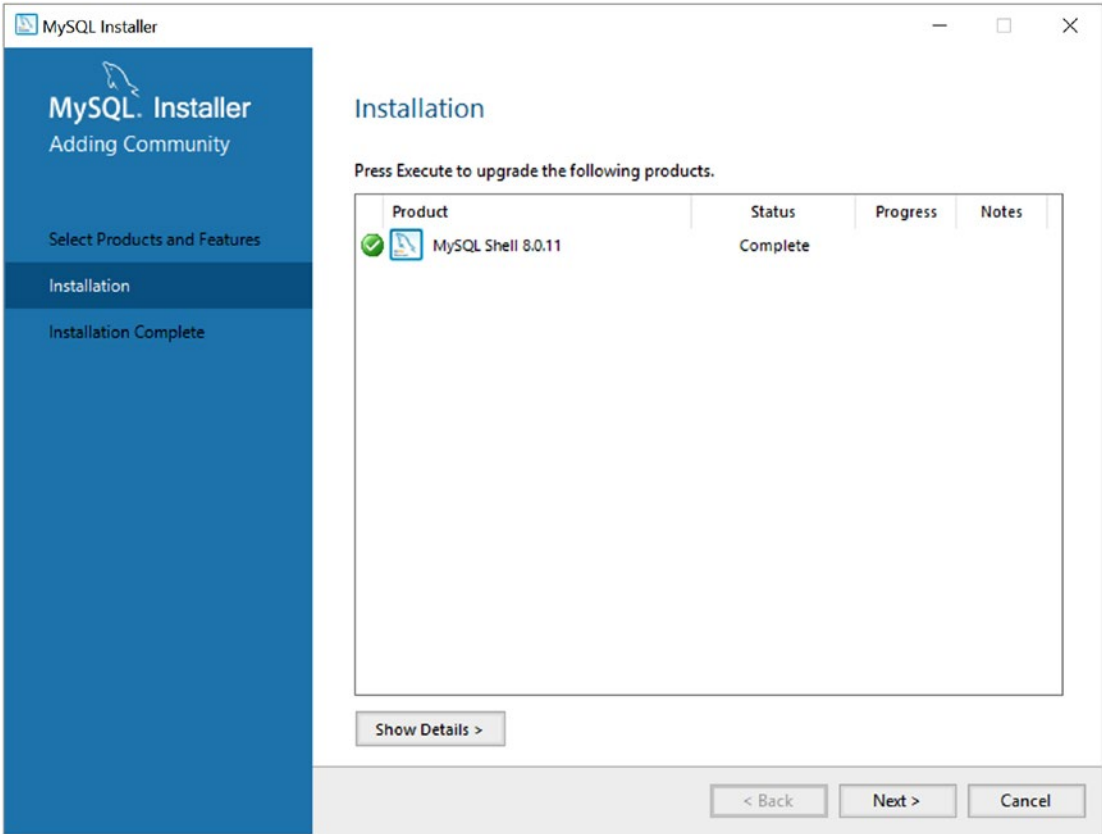 MySQL Installer
MySQL. Installer
Adding Community
Select Products and Features
Installation
Installation Complete
Installation
Press Execute to upgrade the following products.
Product Status Progress Notes
MySQL Shell 8.0.11 Complete
Show Details >
< Back Next > Cancel